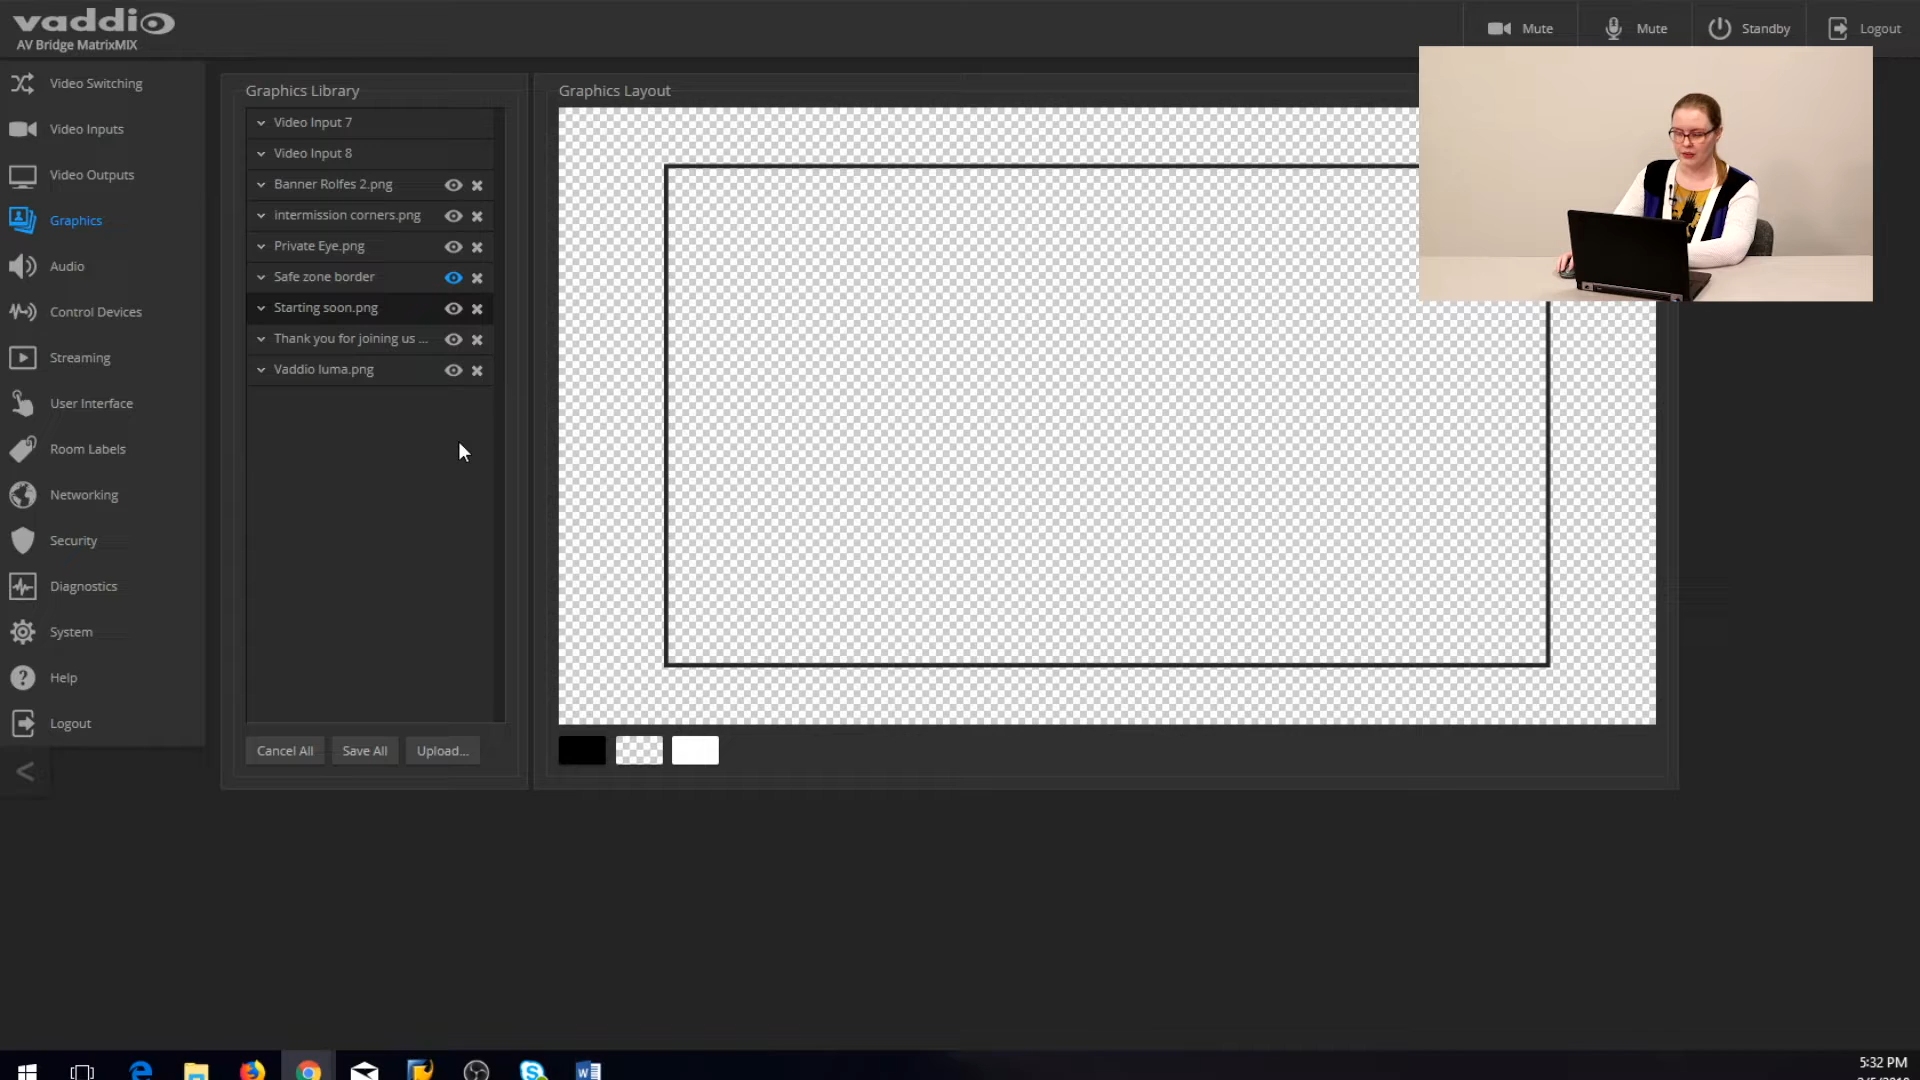 vaddio
AV Bridge MatrixMIX
Mute
Mute
Standby
Logout
Video Switching
Video Inputs
Video Outputs
Graphics
Audio
Control Devices
Streaming
User Interface
Room Labels
Networking
Security
Diagnostics
System
Help
Logout
Graphics Library
Video Input 7
Video Input 8
Banner Rolfes 2.png
intermission corners.png
Private Eye.png
Safe zone border
Starting soon.png
Thank you for joining us ...
Vaddio luma.png
Cancel All
Save All
Upload...
Graphics Layout
5:32 PM